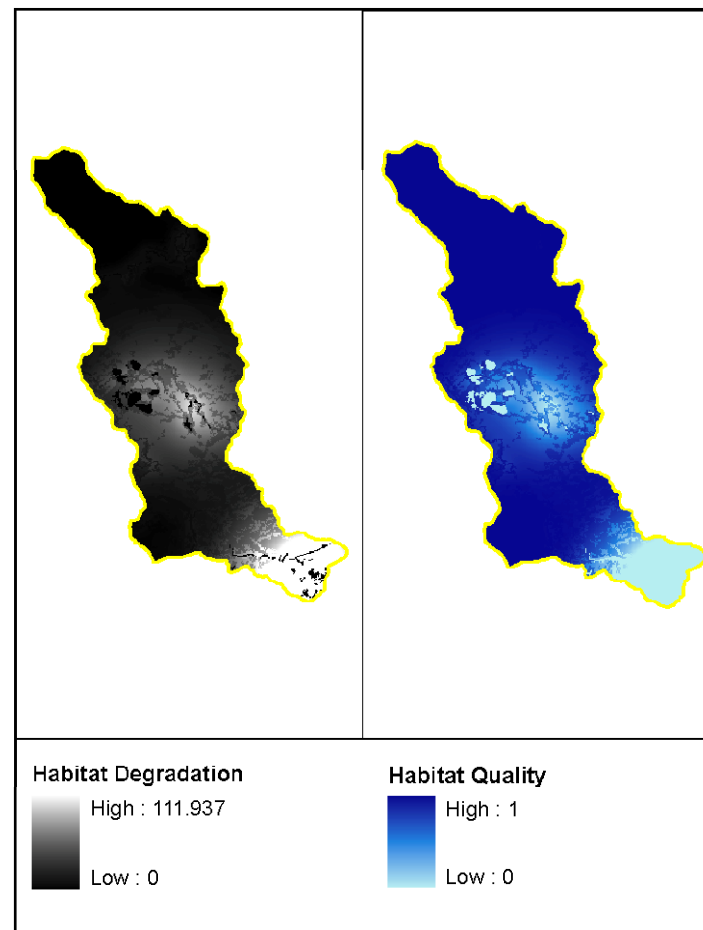 Habitat Degradation
High : 111.937
Low : 0
Habitat Quality
High : 1
Low : 0